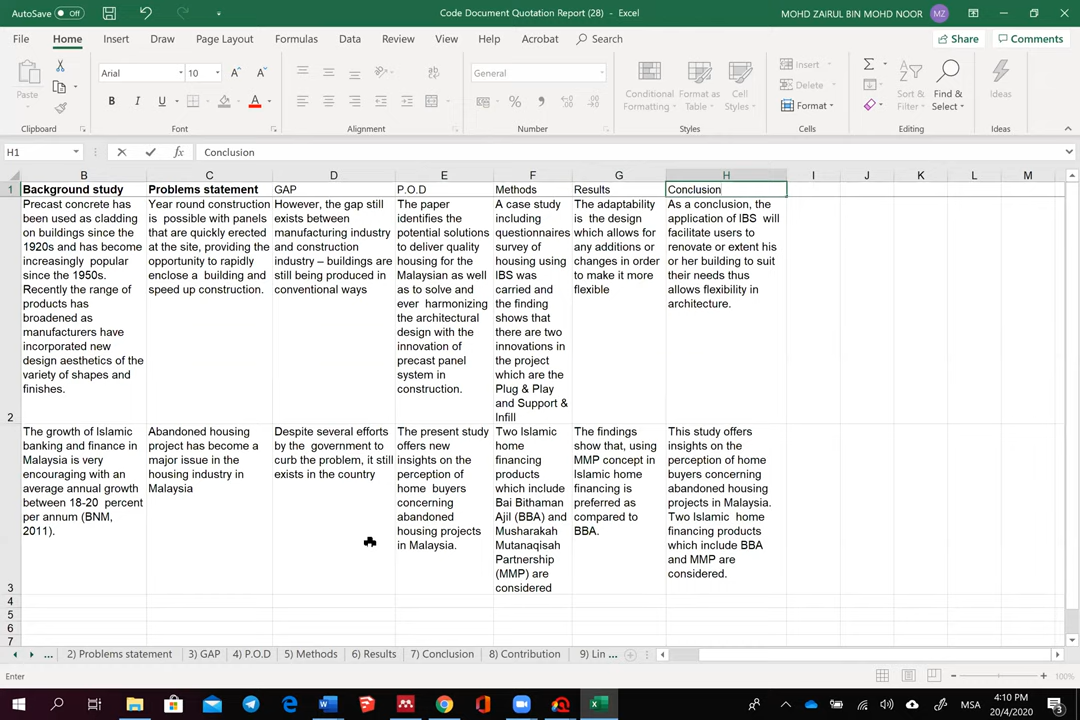 AutoSave Off Code Document Quotation Report (28) - Excel MOHD ZAIRUL BIN MOHD NOOR MZ
File Home Insert Draw Page Layout Formulas Data Review View Help Acrobat Search Share Comments
Paste Arial 10 General Conditional Formatting Format as Table Cell Styles Insert Delete Format Sort & Filter Find & Select Ideas
Clipboard Font Alignment Number Styles Cells Editing Ideas
H1 fx Conclusion
B C D E F G H I J K L M
1 Background study Problems statement GAP P.O.D Methods Results Conclusion
Precast concrete has
been used as cladding
on buildings since the
1920s and has become
increasingly popular
since the 1950s.
Recently the range of
products has
broadened as
manufacturers have
incorporated new
design aesthetics of the
variety of shapes and
finishes.
Year round construction
is possible with panels
that are quickly erected
at the site, providing the
opportunity to rapidly
enclose a building and
speed up construction.
However, the gap still
exists between
manufacturing industry
and construction
industry – buildings are
still being produced in
conventional ways
The paper
identifies the
potential solutions
to deliver quality
housing for the
Malaysian as well
as to solve and
ever harmonizing
the architectural
design with the
innovation of
precast panel
system in
construction.
A case study
including
questionnaires
survey of
housing using
IBS was
carried and
the finding
shows that
there are two
innovations in
the project
which are the
Plug & Play
and Support &
Infill
The adaptability
is the design
which allows for
any additions or
changes in order
to make it more
flexible
As a conclusion, the
application of IBS will
facilitate users to
renovate or extent his
or her building to suit
their needs thus
allows flexibility in
architecture.
2
The growth of Islamic
banking and finance in
Malaysia is very
encouraging with an
average annual growth
between 18-20 percent
per annum (BNM,
2011).
Abandoned housing
project has become a
major issue in the
housing industry in
Malaysia
Despite several efforts
by the government to
curb the problem, it still
exists in the country
The present study
offers new
insights on the
perception of
home buyers
concerning
abandoned
housing projects
in Malaysia.
Two Islamic
home
financing
products
which include
Bai Bithaman
Ajil (BBA) and
Musharakah
Mutanaqisah
Partnership
(MMP) are
considered
The findings
show that, using
MMP concept in
Islamic home
financing is
preferred as
compared to
BBA.
This study offers
insights on the
perception of home
buyers concerning
abandoned housing
projects in Malaysia.
Two Islamic home
financing products
which include BBA
and MMP are
considered.
3
4
5
6
7
... 2) Problems statement 3) GAP 4) P.O.D 5) Methods 6) Results 7) Conclusion 8) Contribution 9) Lin ...
Enter 100%
MSA 4:10 PM
20/4/2020 3